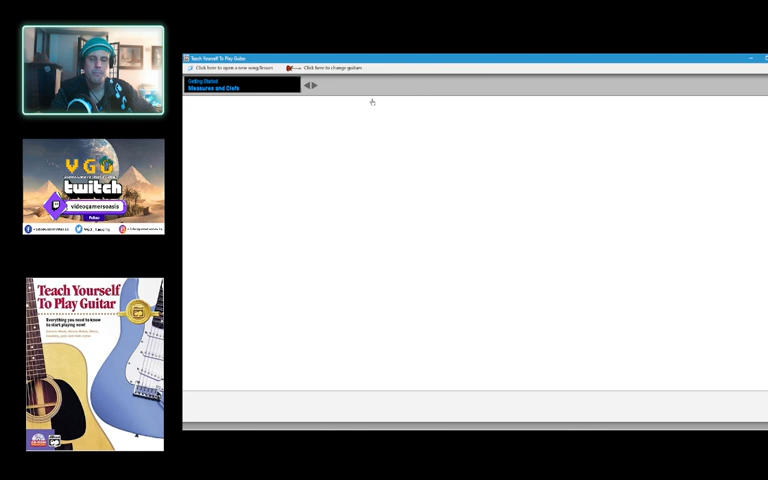 Teach Yourself To Play Guitar
Click here to open a new song/lesson
Click here to change guitars
Getting Started
Measures and Clefs
VGO
twitch
videogamersoasis
Follow
Teach Yourself
To Play Guitar
Everything you need to know
to start playing now!
CD-ROM